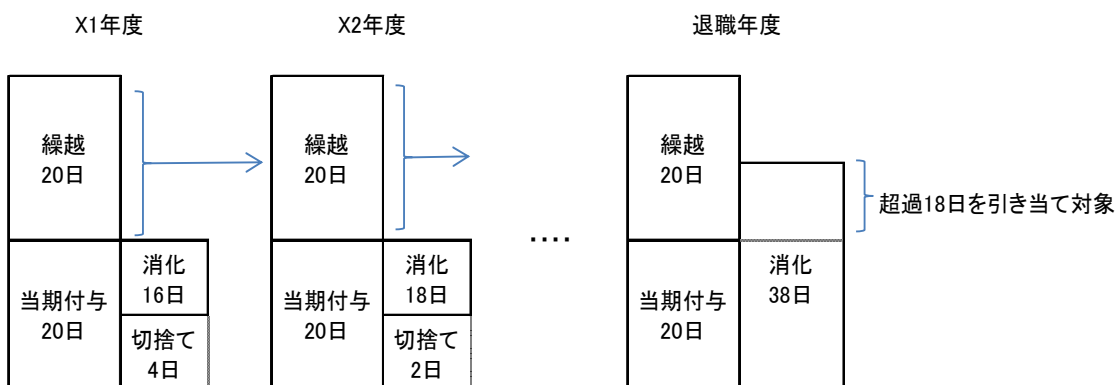 X1年度
X2年度
退職年度
繰越
20日
繰越
20日
繰越
20日
超過18日を引き当て対象
....
当期付与
20日
消化
16日
切捨て
4日
当期付与
20日
消化
18日
切捨て
2日
当期付与
20日
消化
38日